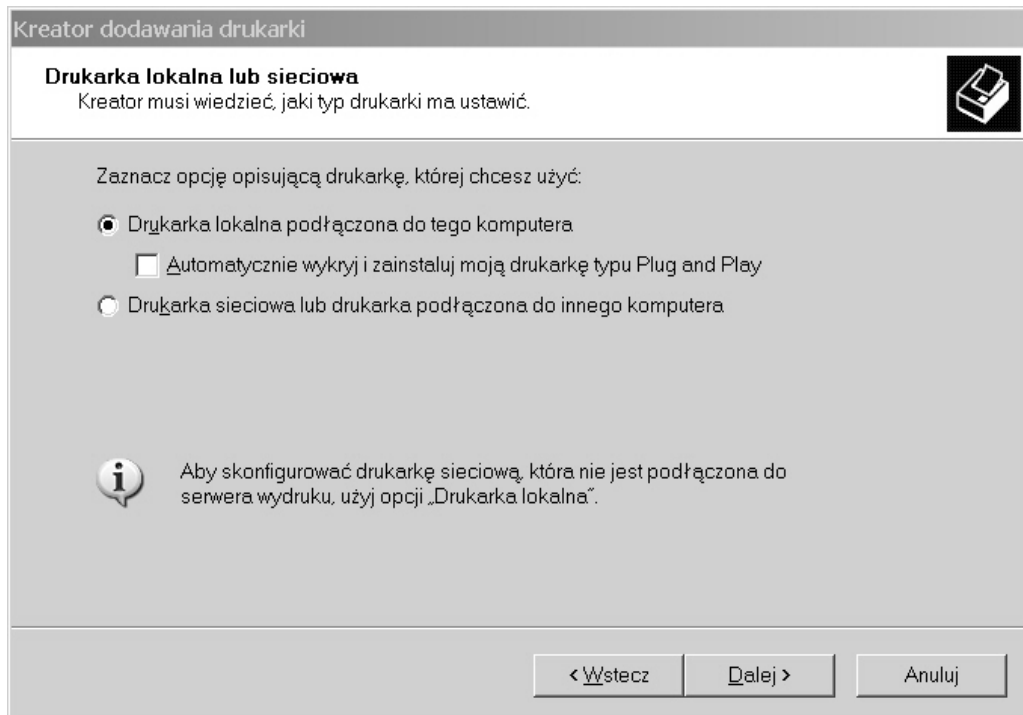 Kreator dodawania drukarki
Drukarka lokalna lub sieciowa
Kreator musi wiedzieć, jaki typ drukarki ma ustawić.
Zaznacz opcję opisującą drukarkę, której chcesz użyć:
Drukarka lokalna podłączona do tego komputera
Automatycznie wykryj i zainstaluj moją drukarkę typu Plug and Play
Drukarka sieciowa lub drukarka podłączona do innego komputera
Aby skonfigurować drukarkę sieciową, która nie jest podłączona do
serwera wydruku, użyj opcji „Drukarka lokalna”.
< Wstecz Dalej > Anuluj